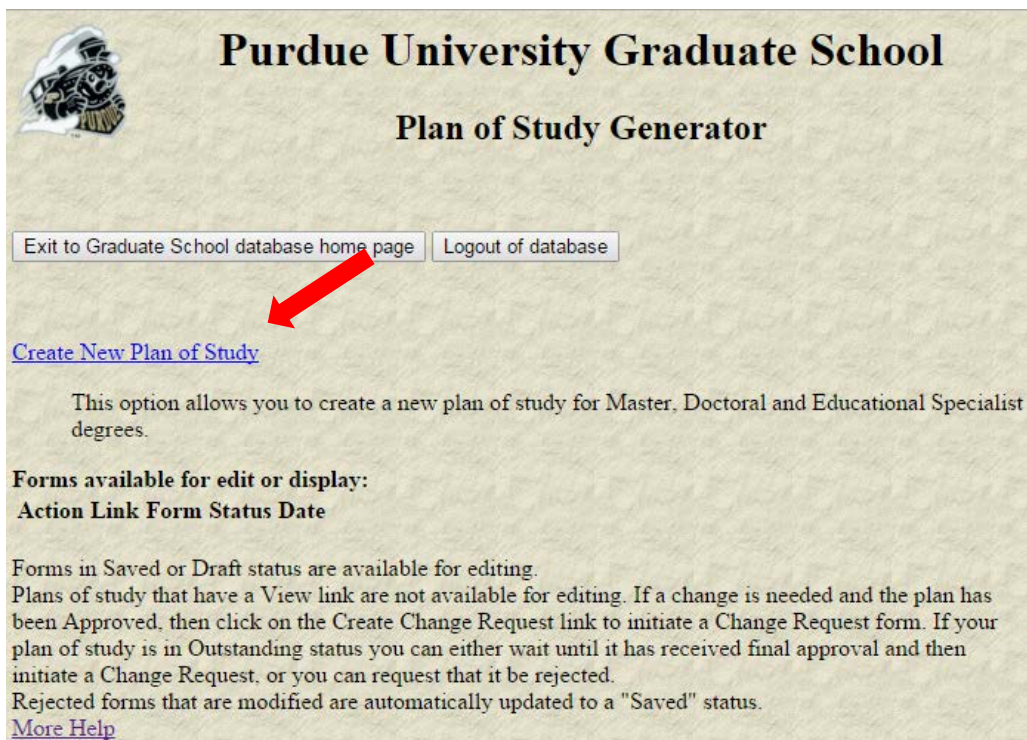 PURDUE
Purdue University Graduate School
Plan of Study Generator
Exit to Graduate School database home page Logout of database
Create New Plan of Study
This option allows you to create a new plan of study for Master, Doctoral and Educational Specialist
degrees.
Forms available for edit or display:
Action Link Form Status Date
Forms in Saved or Draft status are available for editing.
Plans of study that have a View link are not available for editing. If a change is needed and the plan has
been Approved, then click on the Create Change Request link to initiate a Change Request form. If your
plan of study is in Outstanding status you can either wait until it has received final approval and then
initiate a Change Request, or you can request that it be rejected.
Rejected forms that are modified are automatically updated to a "Saved" status.
More Help